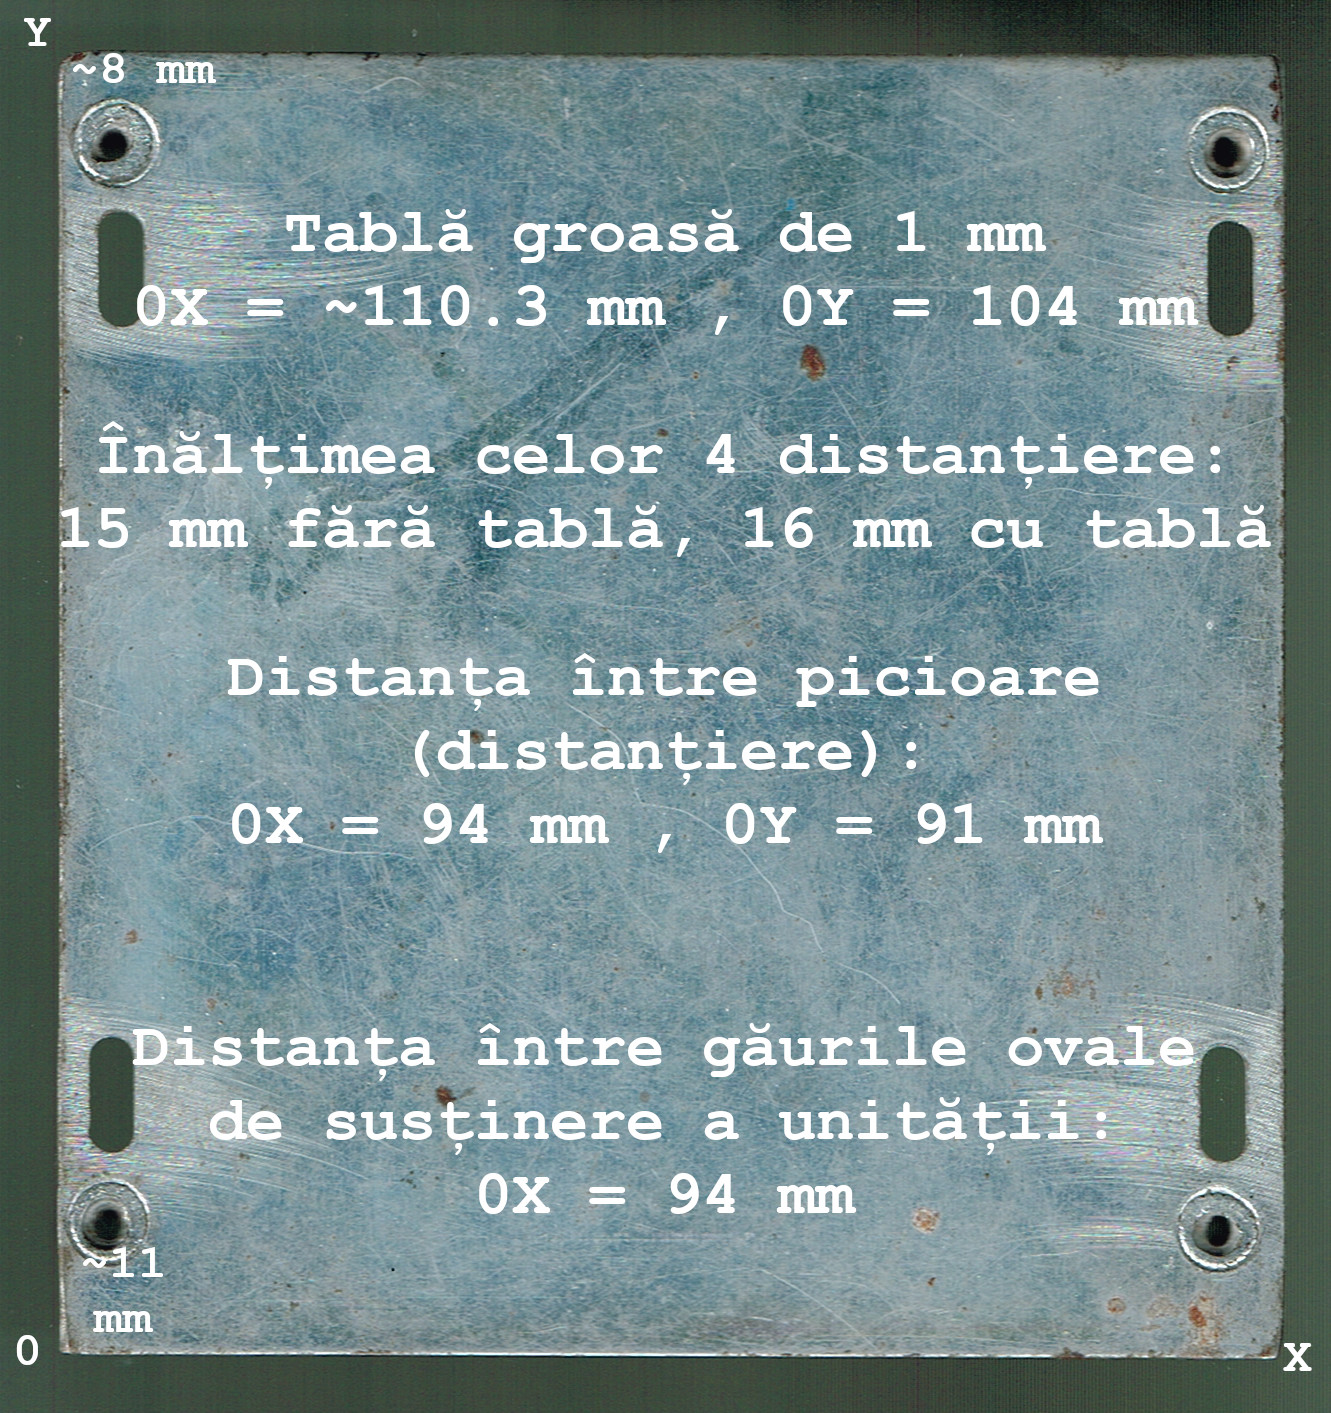 Y
~8 mm
Tablă groasă de 1 mm
0X = ~110.3 mm , 0Y = 104 mm
Înălțimea celor 4 distanțiere:
15 mm fără tablă, 16 mm cu tablă
Distanța între picioare
(distanțiere):
0X = 94 mm , 0Y = 91 mm
Distanța între găurile ovale
de susținere a unității:
0X = 94 mm
~11
mm
0
X